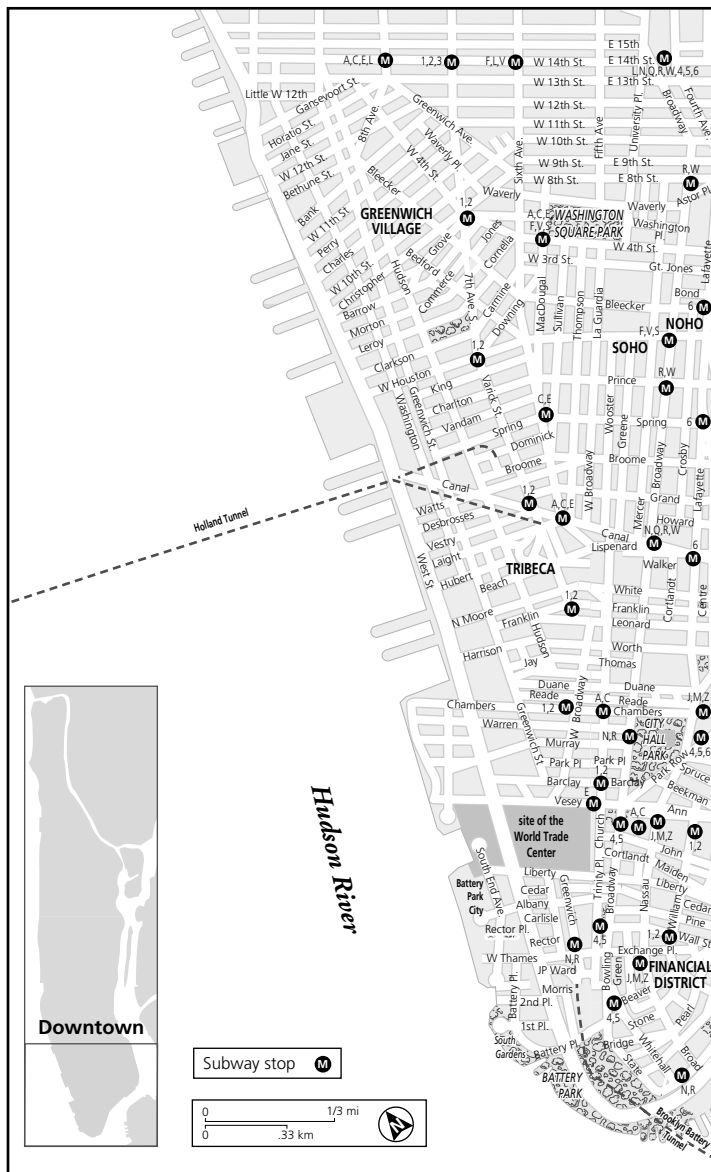 E 15th
A,C,E,L
1,2,3
F,L,V
W 14th St.
E 14th St.
L,N,Q,R,W,4,5,6
W 13th St.
E 13th St.
Little W 12th
Gansevoort St.
Greenwich Ave.
W 12th St.
University Pl.
Broadway
Fourth Ave.
Horatio St.
8th Ave.
W 11th St.
Fifth Ave
Jane St.
Waverly Pl.
Sixth Ave.
W 10th St.
W 12th St.
W 4th St.
W 9th St.
E 9th St.
Bethune St.
Bleecker
W 8th St.
E 8th St.
R,W
Astor Pl.
Waverly
Waverly
Bank
1,2
GREENWICH
VILLAGE
A,C,E
F,V,S
WASHINGTON
SQUARE PARK
Washington
Pl.
W 11th St.
Perry
Grove
Jones
Cornelia
W 4th St.
Charles
Bedford
W 3rd St.
Lafayette
W 10th St.
Hudson
Commerce
7th Ave. S
Gt. Jones
Christopher
Carmine
MacDougal
Sullivan
Thompson
La Guardia
Bond
Barrow
Downing
Bleecker
6
NOHO
Morton
F,V,S
SOHO
Leroy
1,2
Clarkson
R,W
W Houston
King
Varick St.
Prince
Washington
Greenwich St.
Charlton
C,E
Wooster
Greene
Vandam
Spring
Spring
6
Dominick
Broadway
Crosby
Broome
Broome
Canal
W Broadway
Lafayette
1,2
Mercer
Grand
Watts
A,C,E
Howard
Holland Tunnel
Desbrosses
Canal
N,Q,R,W
Vestry
Lispenard
6
Laight
TRIBECA
Walker
West St
Hubert
Beach
White
Cortlandt
Centre
1,2
Franklin
N Moore
Franklin
Leonard
Hudson
Harrison
Worth
Jay
Thomas
Duane
Duane
W Broadway
Reade
A,C
Reade
J,M,Z
Chambers
1,2
Chambers
Greenwich St
Warren
N,R
CITY
HALL
PARK
4,5,6
Murray
Park Pl
Park Pl
Park Row
Spruce
Barclay
1,2
Barclay
Beekman
E
Vesey
Ann
site of the
World Trade
Center
Church
4,5
A,C
J,M,Z
1,2
John
Cortlandt
Maiden
Hudson River
South End Ave.
Liberty
Trinity Pl.
Broadway
Nassau
Liberty
Battery
Park
City
Cedar
Greenwich
Cedar
Albany
William
Carlisle
Pine
Rector Pl.
4,5
1,2
Wall St
Rector
Exchange Pl.
W Thames
N,R
JP Ward
Bowling
Green
J,M,Z
FINANCIAL
DISTRICT
Battery Pl.
Morris
Beaver
2nd Pl.
4,5
Stone
Pearl
1st Pl.
South
Gardens
Battery Pl.
Bridge
State
Whitehall
Broad
BATTERY
PARK
N,R
Brooklyn Battery
Tunnel
Downtown
Subway stop M
0
1/3 mi
0
.33 km
N